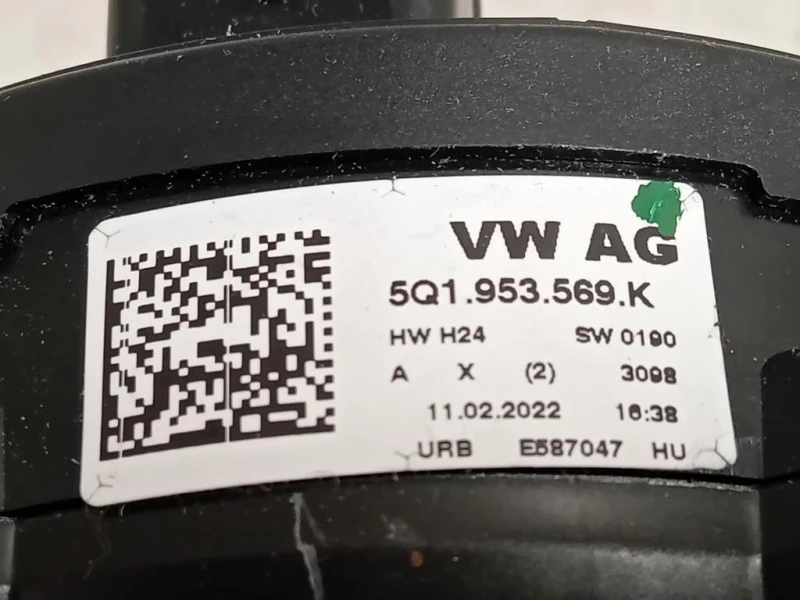 VW AG
5Q1.953.569.K
HW H24 SW 0190
A X (2) 3098
11.02.2022 16:38
URB E587047 HU